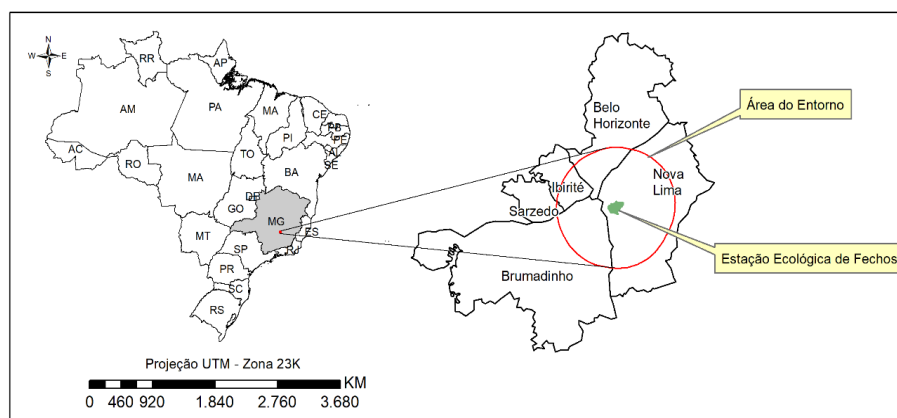 N
W
E
S
RR
AP
AM
PA
MA
CE
PI
PB
PE
AL
SE
AC
RO
TO
BA
MA
GO
DF
MG
ES
MT
SP
RJ
PR
SC
RS
Belo
Horizonte
Ibirité
Sarzedo
Nova
Lima
Brumadinho
Área do Entorno
Estação Ecológica de Fechos
Projeção UTM - Zona 23K
KM
0 460 920 1.840 2.760 3.680